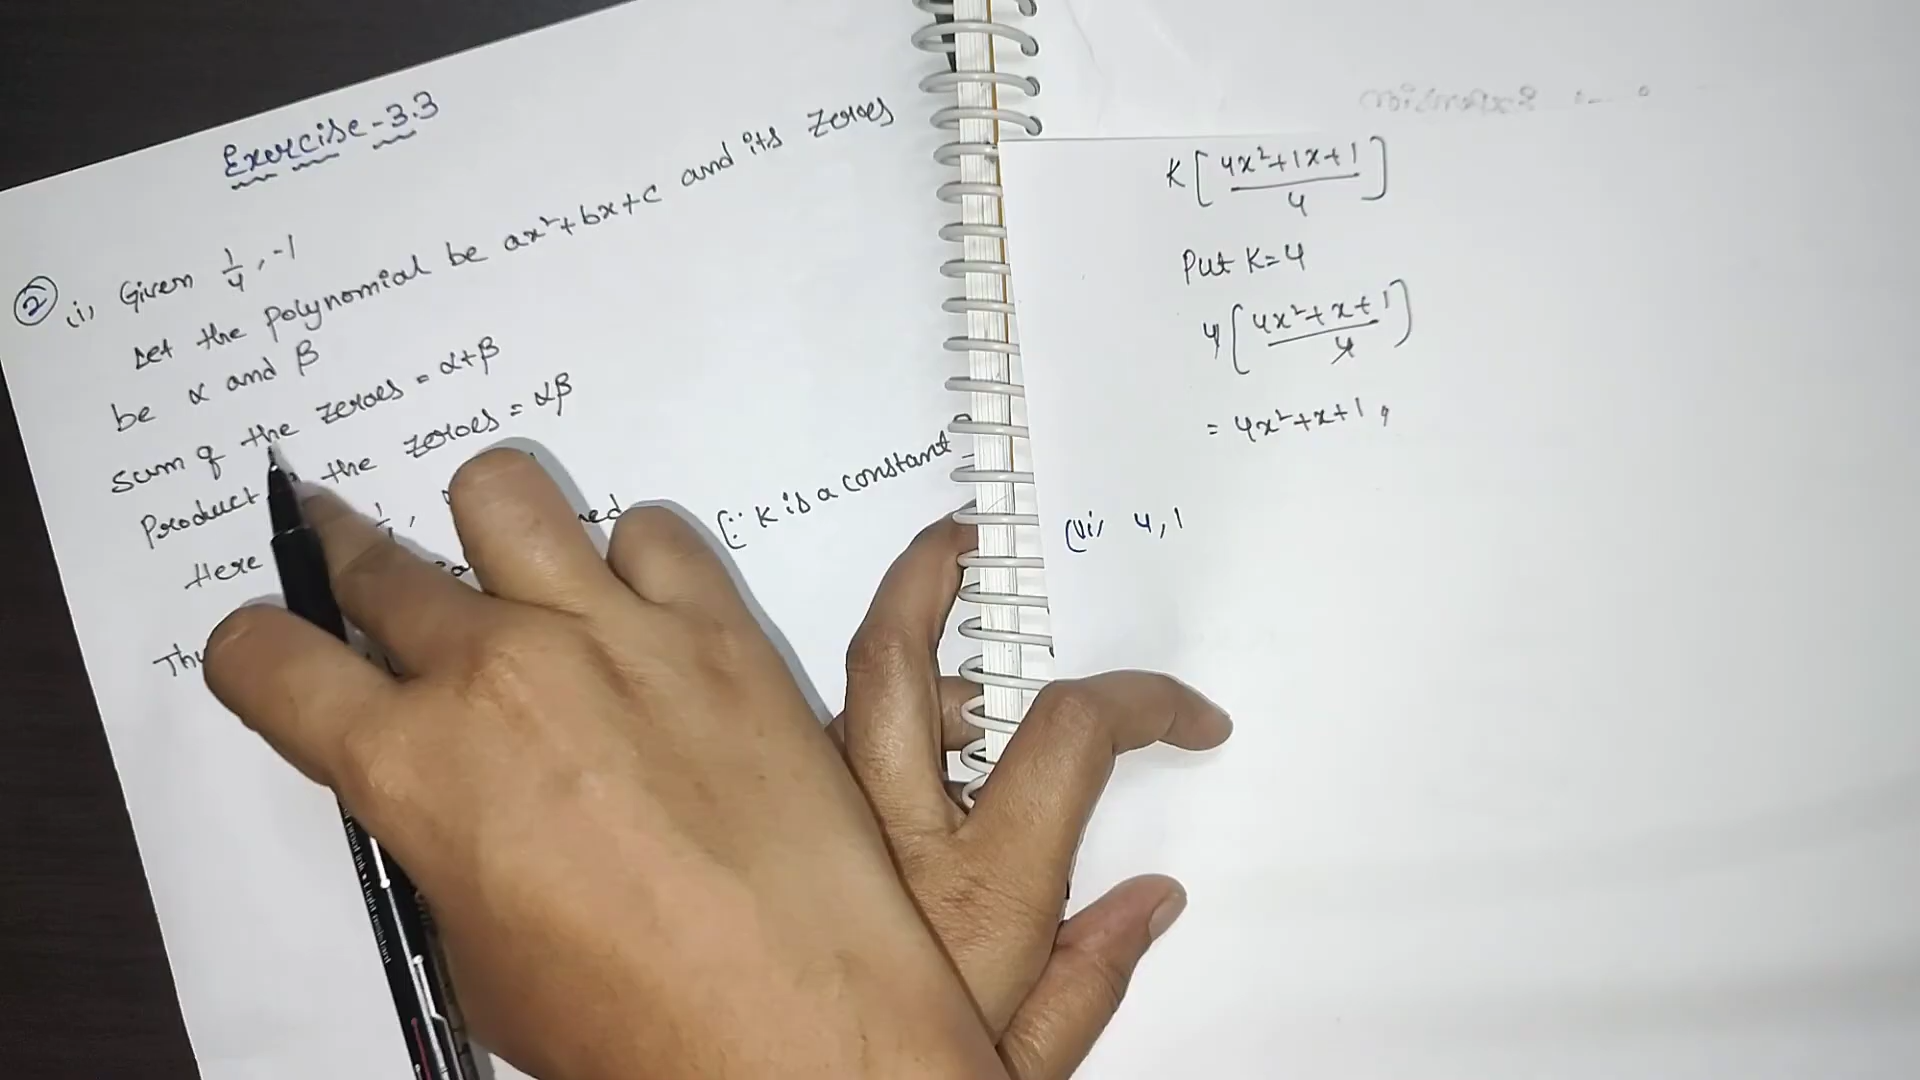 Exercise-3.3
② (i) Given 1/4, -1
Let the polynomial be ax²+bx+c and its zeroes
be α and β
sum of the zeroes = α+β
Product the zeroes = αβ
Here
[∵ K is a constant
K[4x²+1x+1/4]
Put K=4
4[4x²+x+1/4]
= 4x²+x+1,
(vi) 4,1